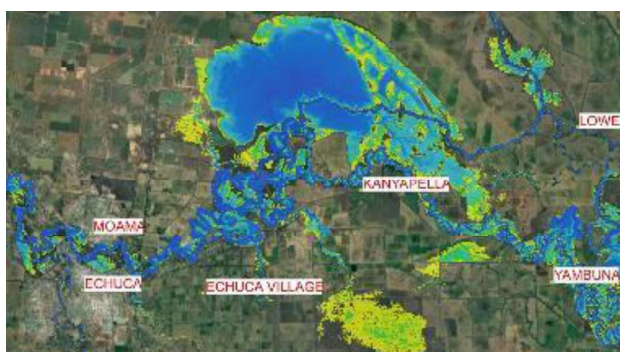 LOWE
KANYAPELLA
MOAMA
YAMBUNA
ECHUCA
ECHUCA VILLAGE